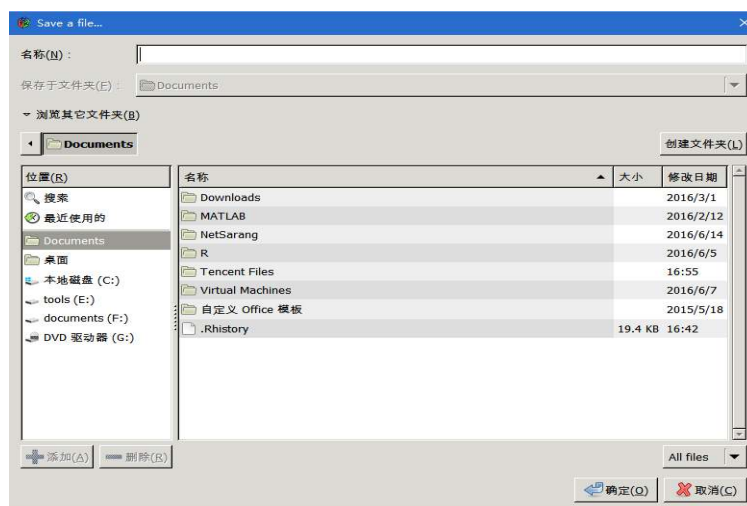 Save a file...
名称(N)：
保存于文件夹(F)： Documents
浏览其它文件夹(B)
Documents 创建文件夹(L)
位置(R) 名称 大小 修改日期
搜索 Downloads 2016/3/1
最近使用的 MATLAB 2016/2/12
Documents NetSarang 2016/6/14
桌面 R 2016/6/5
本地磁盘 (C:) Tencent Files 16:55
tools (E:) Virtual Machines 2016/6/7
documents (F:) 自定义 Office 模板 2015/5/18
DVD 驱动器 (G:) .Rhistory 19.4 KB 16:42
添加(A) 删除(R) All files
确定(O) 取消(C)